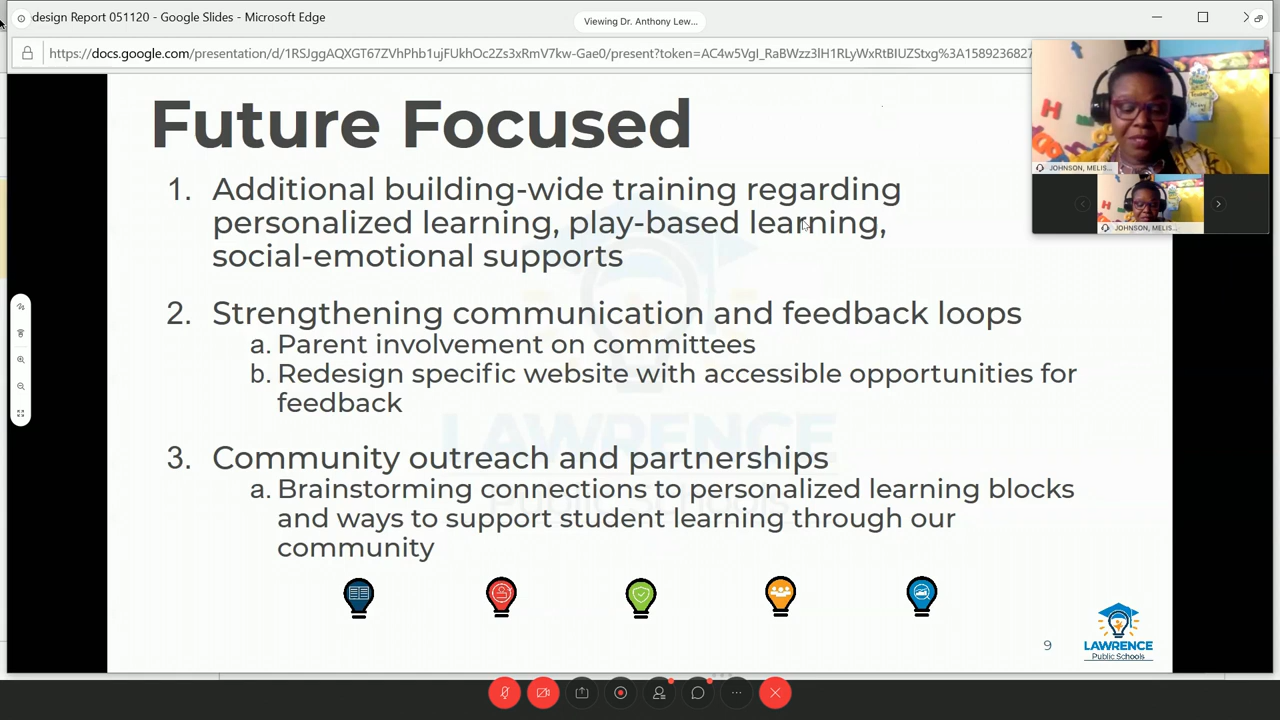 design Report 051120 - Google Slides - Microsoft Edge
Viewing Dr. Anthony Lew...
https://docs.google.com/presentation/d/1RSJggAQXGT67ZVhPhb1ujFUkhOc2Zs3xRmV7kw-Gae0/present?token=AC4w5VgI_RaBWzz3IH1RLyWxRtBIUZStxg%3A1589236827
Future Focused
1. Additional building-wide training regarding
personalized learning, play-based learning,
social-emotional supports
2. Strengthening communication and feedback loops
a. Parent involvement on committees
b. Redesign specific website with accessible opportunities for
feedback
3. Community outreach and partnerships
a. Brainstorming connections to personalized learning blocks
and ways to support student learning through our
community
JOHNSON, MELIS...
JOHNSON, MELIS...
LAWRENCE
Public Schools
9
LAWRENCE
Public Schools